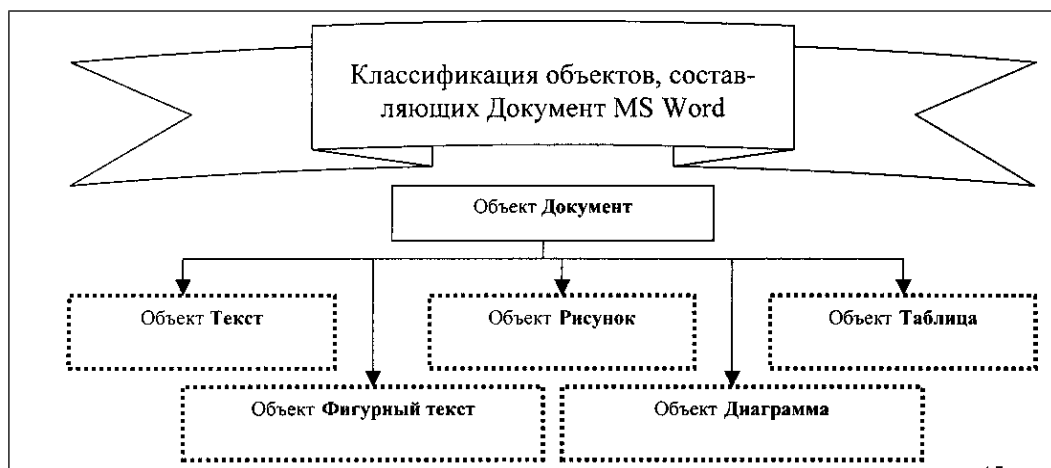 Классификация объектов, состав-
ляющих Документ MS Word
Объект Документ
Объект Текст
Объект Рисунок
Объект Таблица
Объект Фигурный текст
Объект Диаграмма